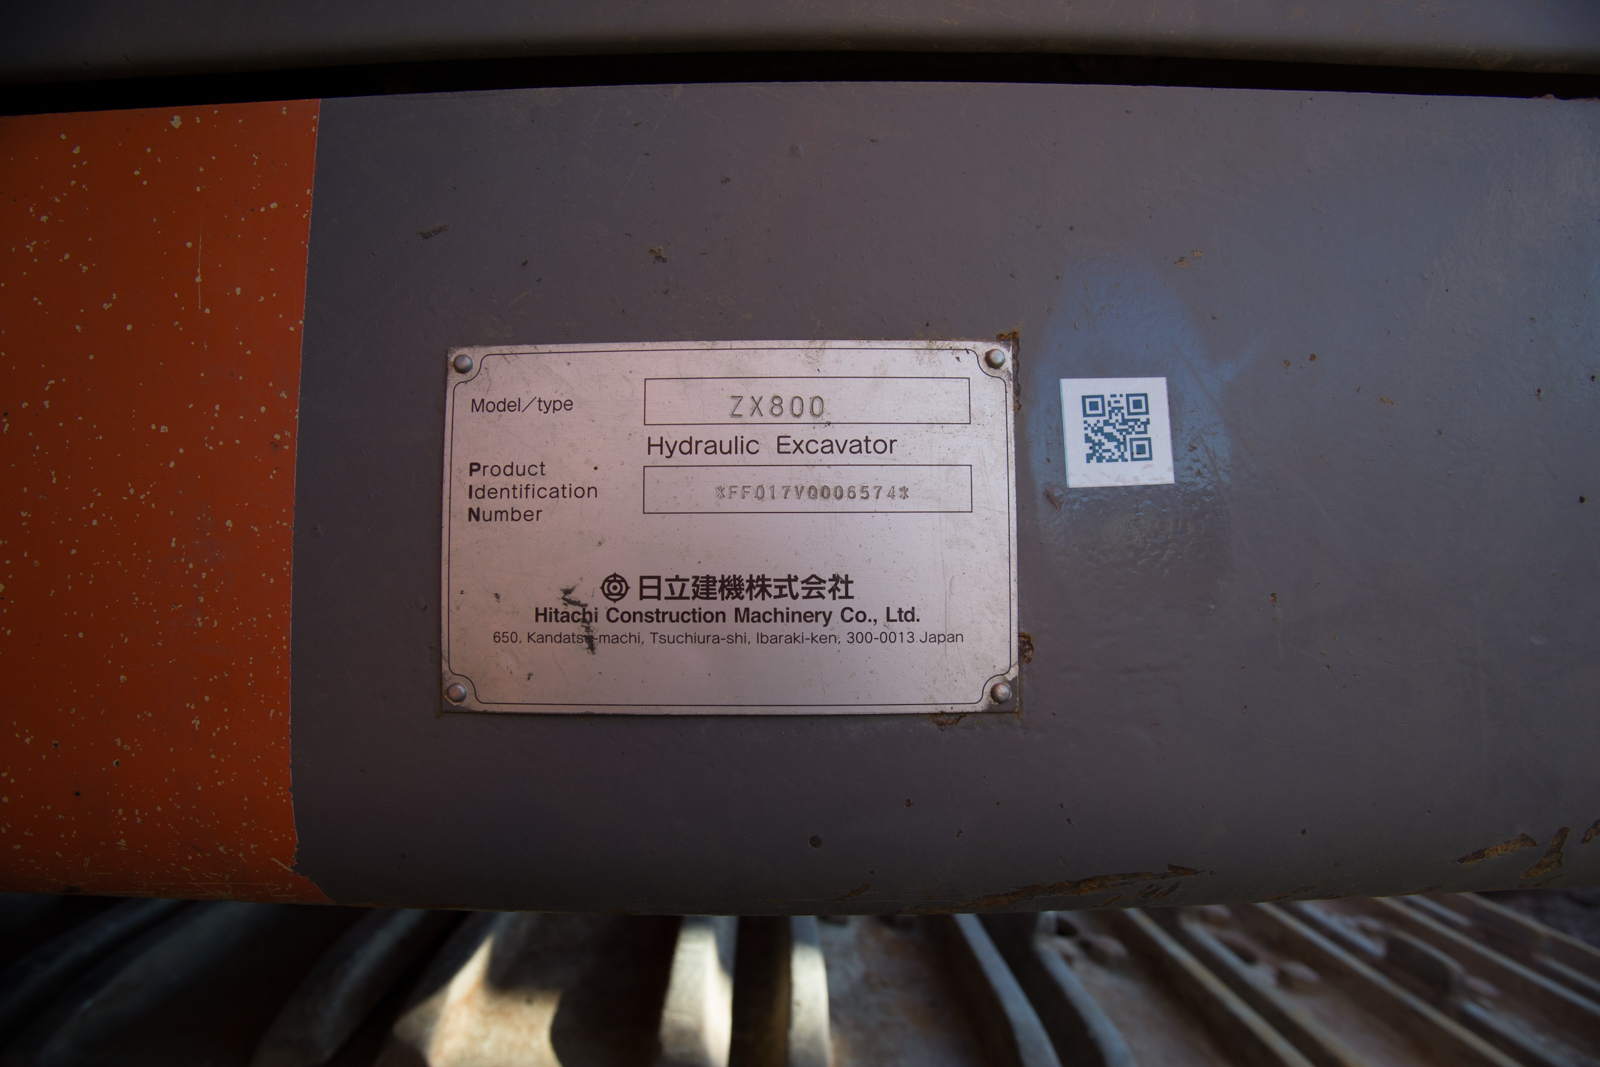 Model/type ZX800
Hydraulic Excavator
Product
Identification
Number
*FF017VQ006574*
日立建機株式会社
Hitachi Construction Machinery Co., Ltd.
650, Kandatsu-machi, Tsuchiura-shi, Ibaraki-ken, 300-0013 Japan